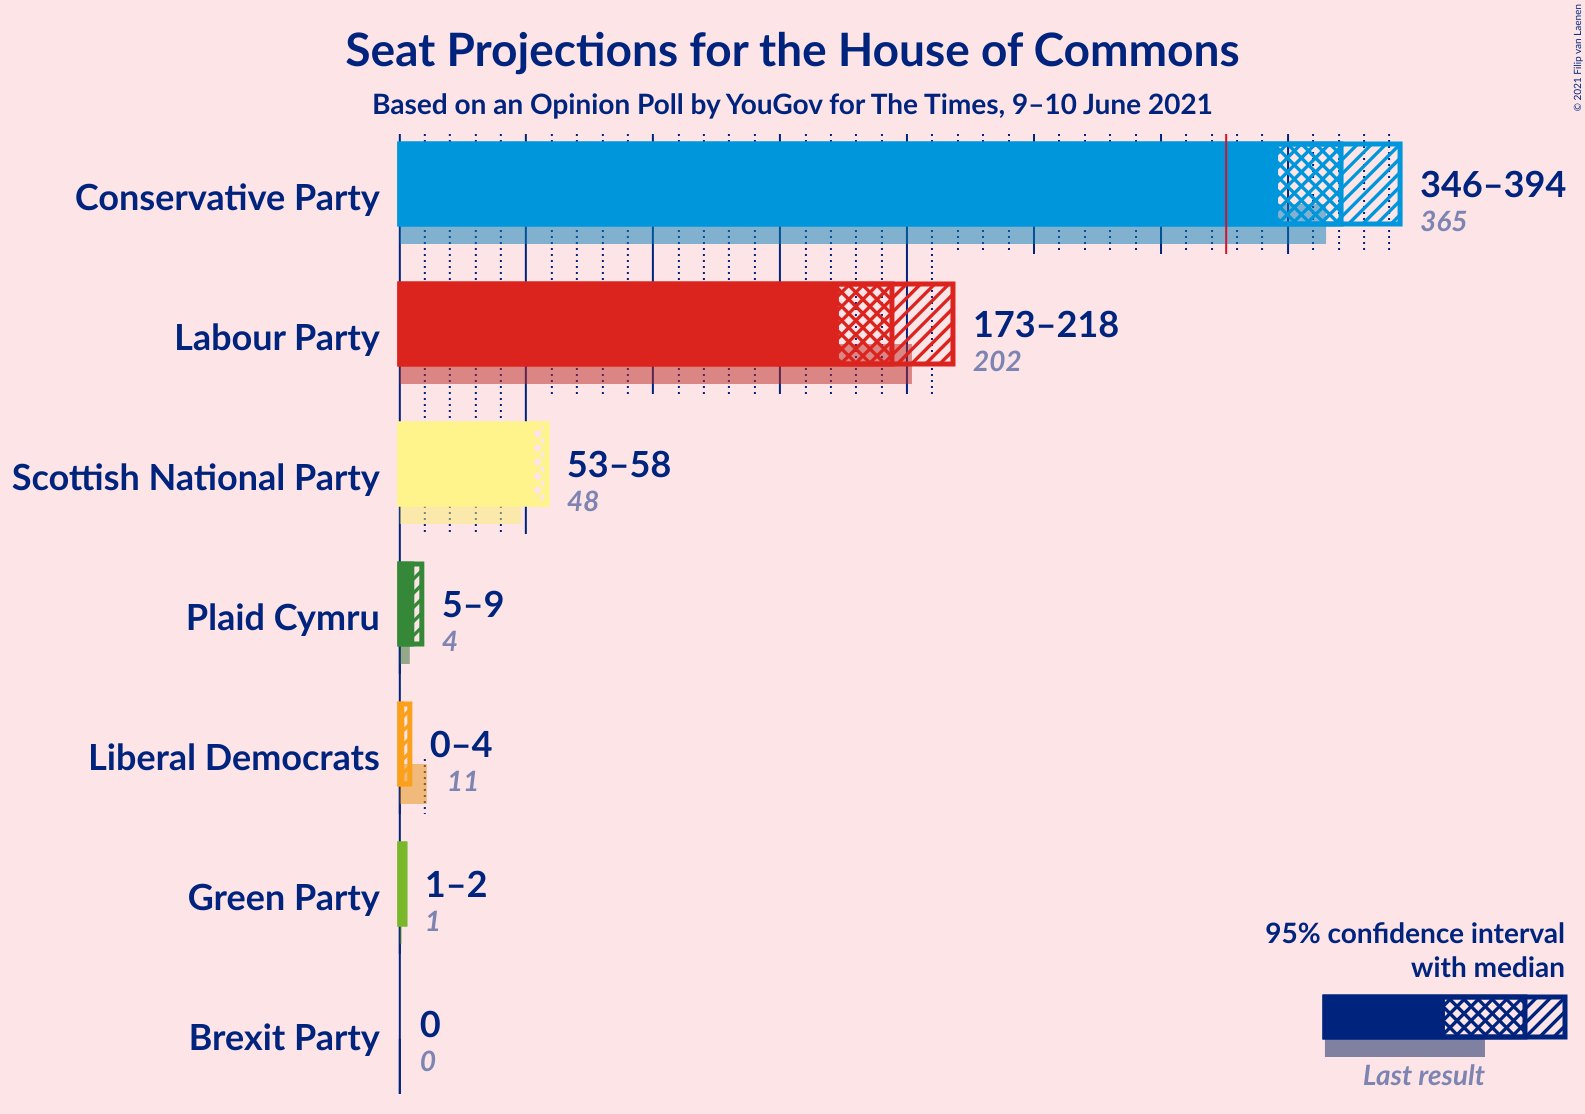 Seat Projections for the House of Commons
Based on an Opinion Poll by YouGov for The Times, 9–10 June 2021
© 2021 Filip van Laenen
Conservative Party
346–394
365
Labour Party
173–218
202
Scottish National Party
53–58
48
Plaid Cymru
5–9
4
Liberal Democrats
0–4
11
Green Party
1–2
1
Brexit Party
0
0
95% confidence interval
with median
Last result